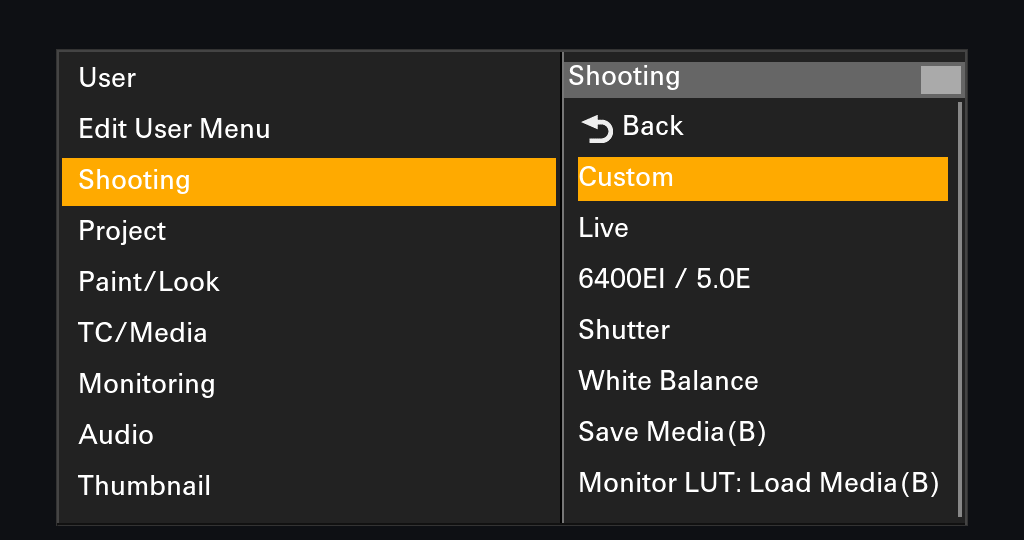 User
Edit User Menu
Shooting
Project
Paint/Look
TC/Media
Monitoring
Audio
Thumbnail
Shooting
Back
Custom
Live
6400EI / 5.0E
Shutter
White Balance
Save Media(B)
Monitor LUT: Load Media(B)